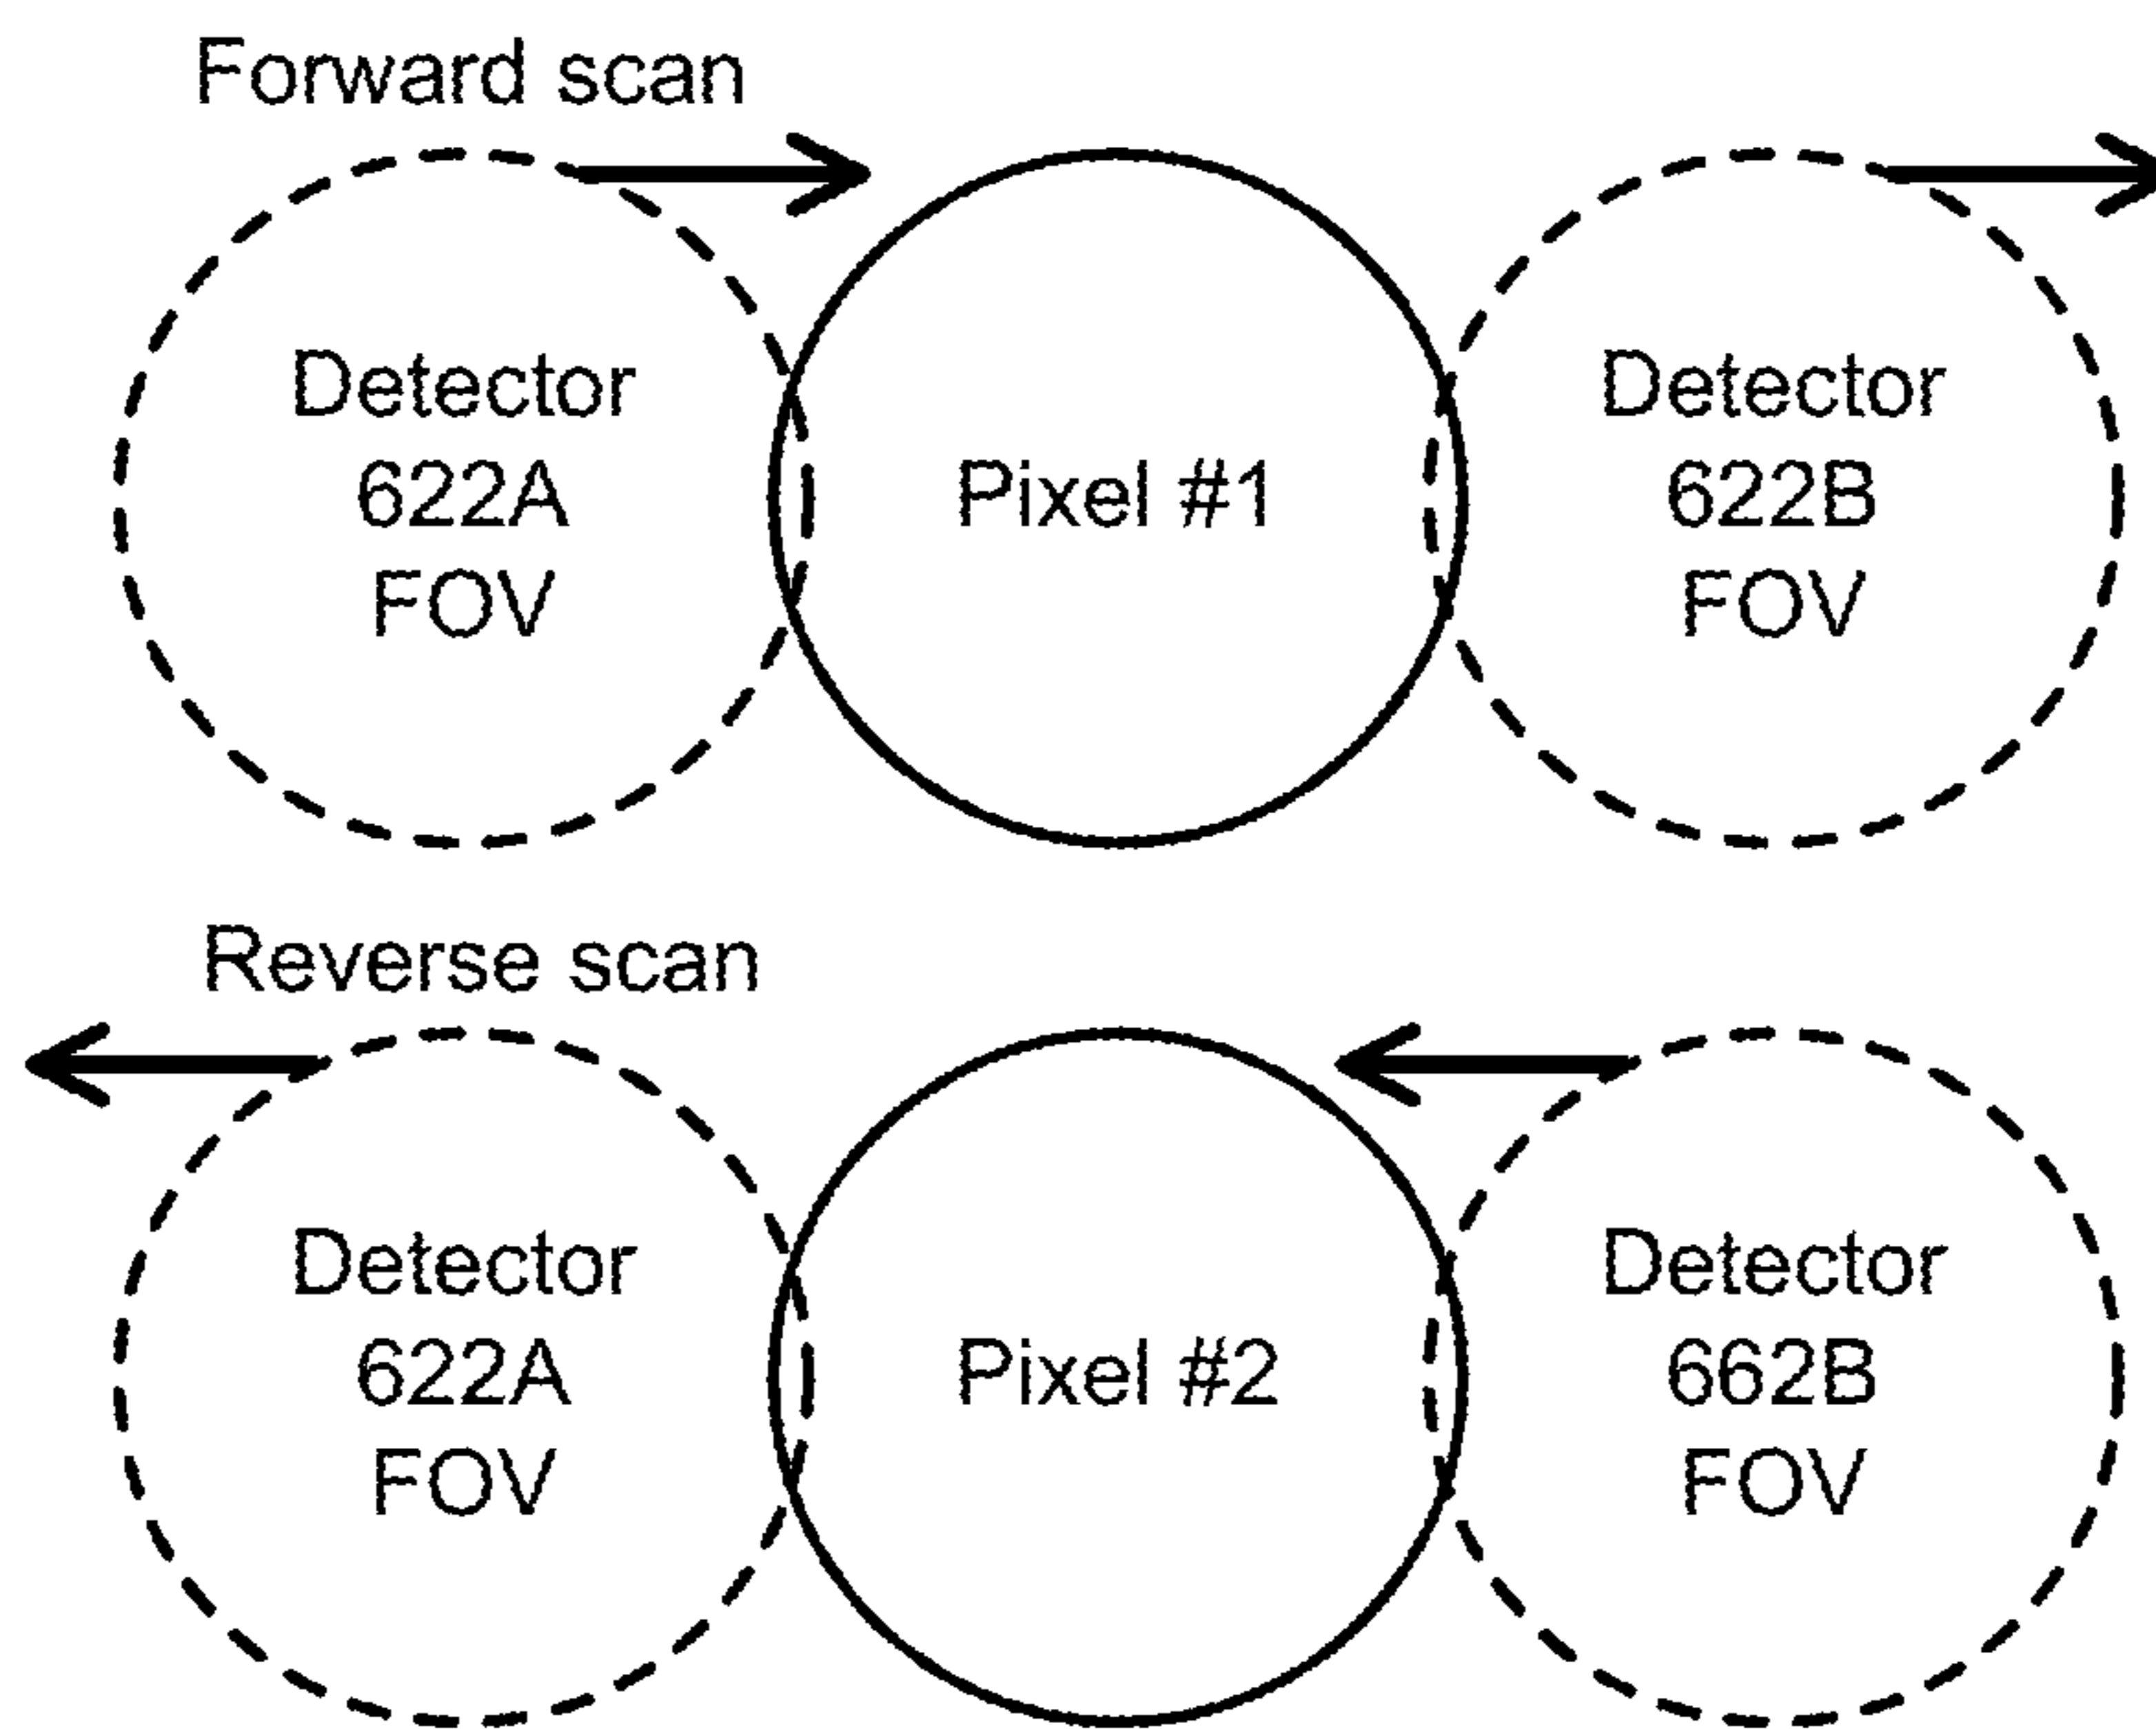 Forward scan
Detector
622A
FOV
Pixel #1
Detector
622B
FOV
Reverse scan
Detector
622A
FOV
Pixel #2
Detector
662B
FOV